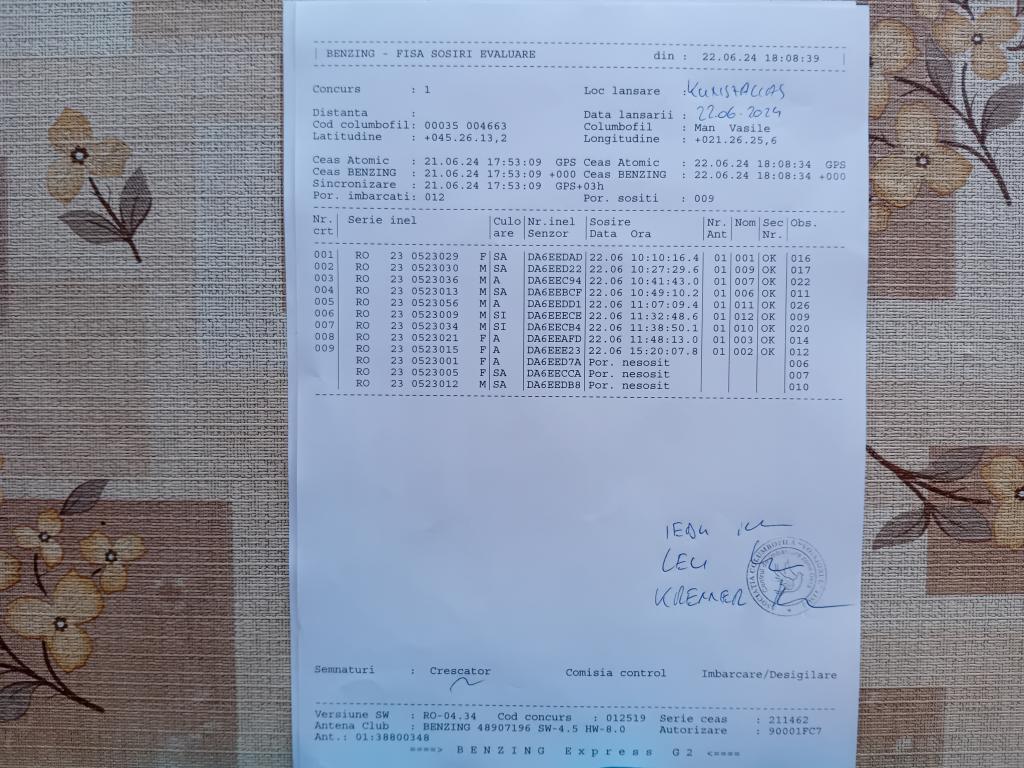 | BENZING - FISA SOSIRI EVALUARE din : 22.06.24 18:08:39 |
Concurs : 1 Loc lansare :
Distanta : Data lansarii : 22.06.2024
Cod columbofil: 00035 004663 Columbofil : Man Vasile
Latitudine : +045.26.13,2 Longitudine : +021.26.25,6
Ceas Atomic : 21.06.24 17:53:09 GPS Ceas Atomic : 22.06.24 18:08:34 GPS
Ceas BENZING : 21.06.24 17:53:09 +000 Ceas BENZING : 22.06.24 18:08:34 +000
Sincronizare : 21.06.24 17:53:09 GPS+03h
Por. imbarcati: 012 Por. sositi : 009
Nr. | Serie inel |Culo|Nr.inel |Sosire |Nr.|Nom|Sec|Obs.
crt| |are |Senzor |Data Ora |Ant| |Nr.|
001 | RO 23 0523029 F|SA |DA6EEDAD|22.06 10:10:16.4| 01|001|OK |016
002 | RO 23 0523030 M|SA |DA6EED22|22.06 10:27:29.6| 01|009|OK |017
003 | RO 23 0523036 M|A |DA6EEC94|22.06 10:41:43.0| 01|007|OK |022
004 | RO 23 0523013 M|SA |DA6EEBCF|22.06 10:49:10.2| 01|006|OK |011
005 | RO 23 0523056 M|A |DA6EEDD1|22.06 11:07:09.4| 01|011|OK |026
006 | RO 23 0523009 M|SI |DA6EEECE|22.06 11:32:48.6| 01|012|OK |009
007 | RO 23 0523034 M|SI |DA6EECB4|22.06 11:38:50.1| 01|010|OK |020
008 | RO 23 0523021 F|A |DA6EEAFD|22.06 11:48:13.0| 01|003|OK |014
009 | RO 23 0523015 F|A |DA6EEE23|22.06 15:20:07.8| 01|002|OK |012
| RO 23 0523001 F|A |DA6EED7A|Por. nesosit | | | |006
| RO 23 0523005 F|SA |DA6EECCA|Por. nesosit | | | |007
| RO 23 0523012 M|SA |DA6EEDB8|Por. nesosit | | | |010
KREMER
Semnaturi : Crescator Comisia control Imbarcare/Desigilare
Versiune SW : RO-04.34 Cod concurs : 012519 Serie ceas : 211462
Antena Club : BENZING 48907196 SW-4.5 HW-8.0 Autorizare : 90001FC7
Ant.: 01:38800348
====> B E N Z I N G E x p r e s s G 2 <====